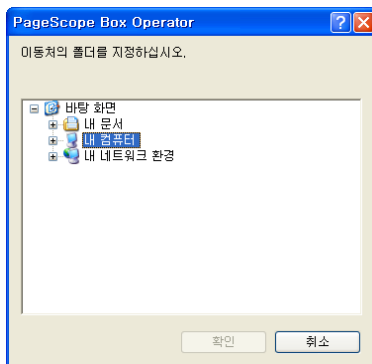 PageScope Box Operator
이동처의 폴더를 지정하십시오.
바탕 화면
내 문서
내 컴퓨터
내 네트워크 환경
확인
취소